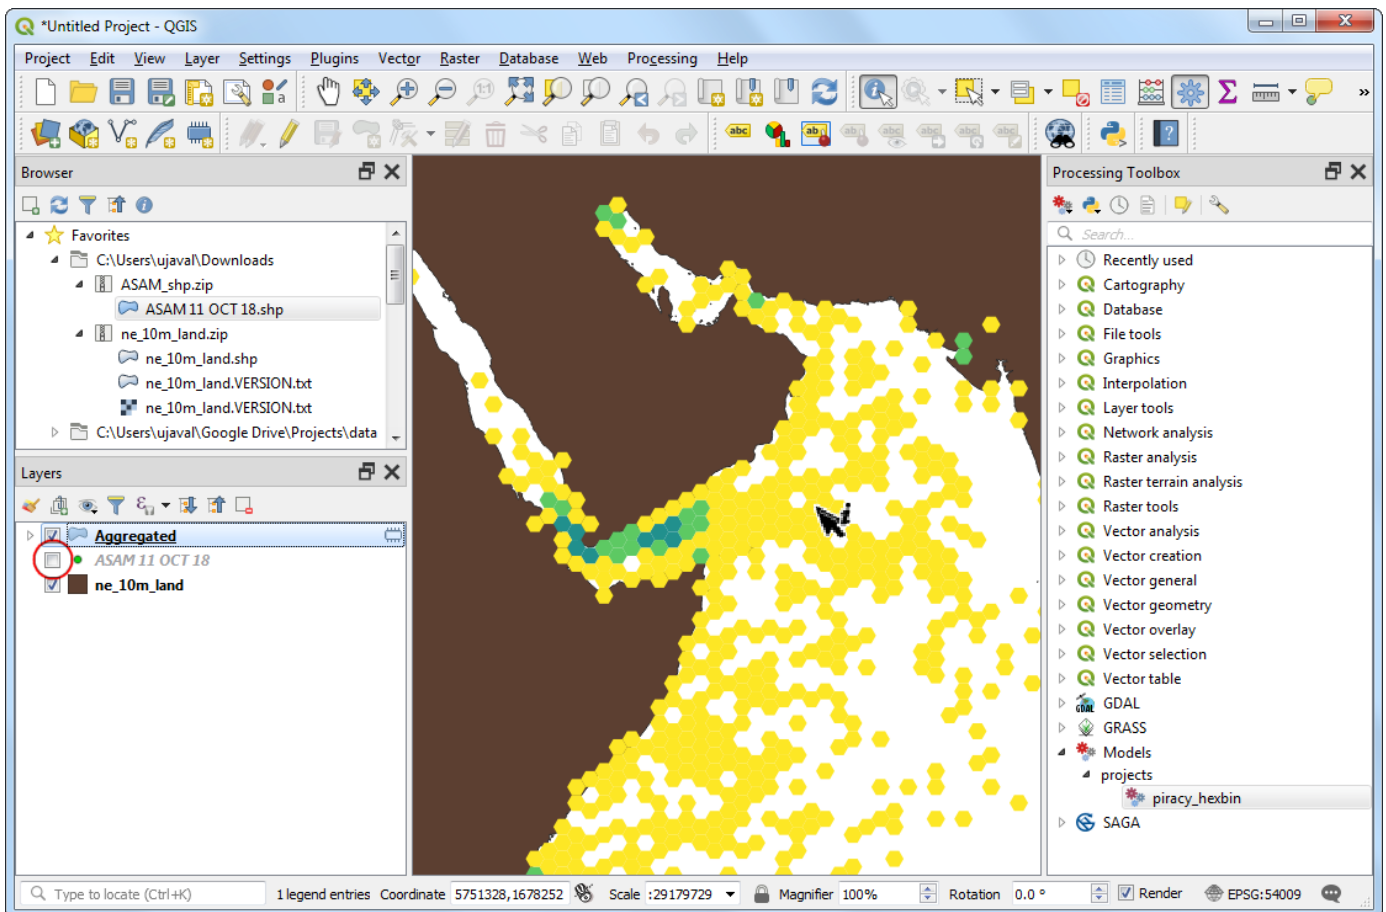 *Untitled Project - QGIS
Project Edit View Layer Settings Plugins Vector Raster Database Web Processing Help
Browser
Favorites
C:\Users\ujaval\Downloads
ASAM_shp.zip
ASAM 11 OCT 18.shp
ne_10m_land.zip
ne_10m_land.shp
ne_10m_land.VERSION.txt
ne_10m_land.VERSION.txt
C:\Users\ujaval\Google Drive\Projects\data
Layers
Aggregated
ASAM 11 OCT 18
ne_10m_land
Processing Toolbox
Search...
Recently used
Cartography
Database
File tools
Graphics
Interpolation
Layer tools
Network analysis
Raster analysis
Raster terrain analysis
Raster tools
Vector analysis
Vector creation
Vector general
Vector geometry
Vector overlay
Vector selection
Vector table
GDAL
GRASS
Models
projects
piracy_hexbin
SAGA
Type to locate (Ctrl+K) 1 legend entries Coordinate 5751328,1678252 Scale :29179729 Magnifier 100% Rotation 0.0 ° Render EPSG:54009